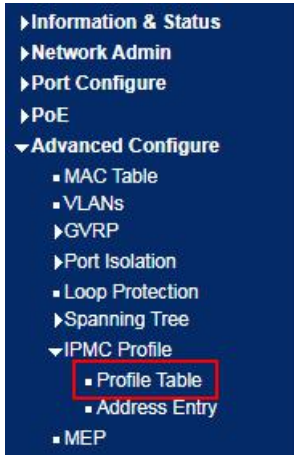 Information & Status
Network Admin
Port Configure
PoE
Advanced Configure
MAC Table
VLANs
GVRP
Port Isolation
Loop Protection
Spanning Tree
IPMC Profile
Profile Table
Address Entry
MEP